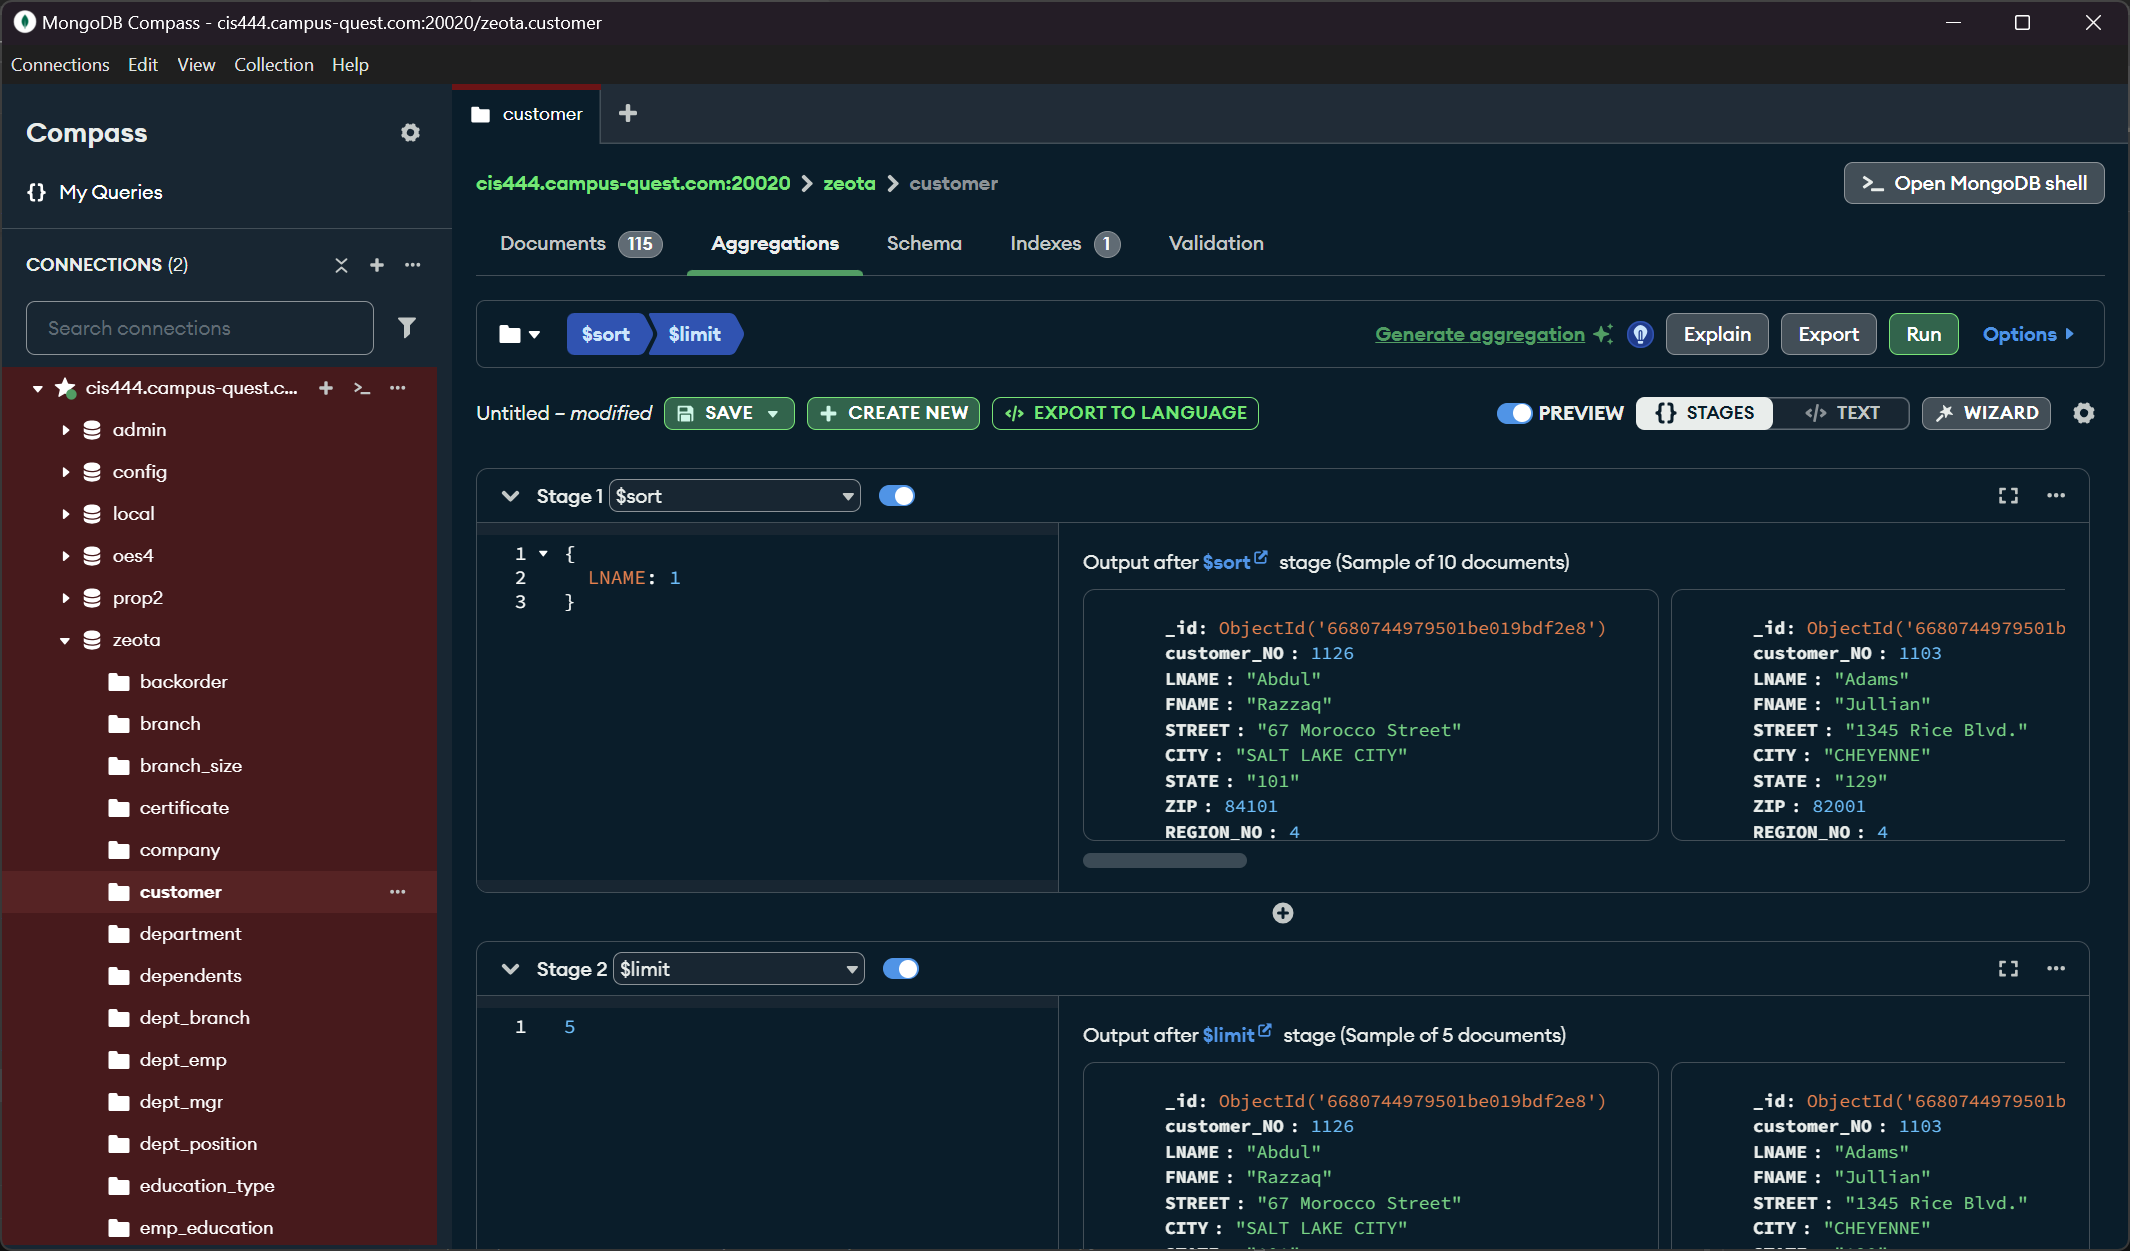 MongoDB Compass - cis444.campus-quest.com:20020/zeota.customer
Connections Edit View Collection Help
Compass
{} My Queries
CONNECTIONS (2)
Search connections
cis444.campus-quest.c...
admin
config
local
oes4
prop2
zeota
backorder
branch
branch_size
certificate
company
customer
department
dependents
dept_branch
dept_emp
dept_mgr
dept_position
education_type
emp_education
customer
cis444.campus-quest.com:20020 > zeota > customer
>_ Open MongoDB shell
Documents 115 Aggregations Schema Indexes 1 Validation
$sort $limit
Generate aggregation Explain Export Run Options
Untitled – modified SAVE + CREATE NEW </> EXPORT TO LANGUAGE
PREVIEW {} STAGES </> TEXT WIZARD
Stage 1 $sort
1 {
2 LNAME: 1
3 }
Output after $sort stage (Sample of 10 documents)
_id: ObjectId('6680744979501be019bdf2e8')
customer_NO : 1126
LNAME : "Abdul"
FNAME : "Razzaq"
STREET : "67 Morocco Street"
CITY : "SALT LAKE CITY"
STATE : "101"
ZIP : 84101
REGION_NO : 4
_id: ObjectId('6680744979501b
customer_NO : 1103
LNAME : "Adams"
FNAME : "Jullian"
STREET : "1345 Rice Blvd."
CITY : "CHEYENNE"
STATE : "129"
ZIP : 82001
REGION_NO : 4
Stage 2 $limit
1 5
Output after $limit stage (Sample of 5 documents)
_id: ObjectId('6680744979501be019bdf2e8')
customer_NO : 1126
LNAME : "Abdul"
FNAME : "Razzaq"
STREET : "67 Morocco Street"
CITY : "SALT LAKE CITY"
_id: ObjectId('6680744979501b
customer_NO : 1103
LNAME : "Adams"
FNAME : "Jullian"
STREET : "1345 Rice Blvd."
CITY : "CHEYENNE"